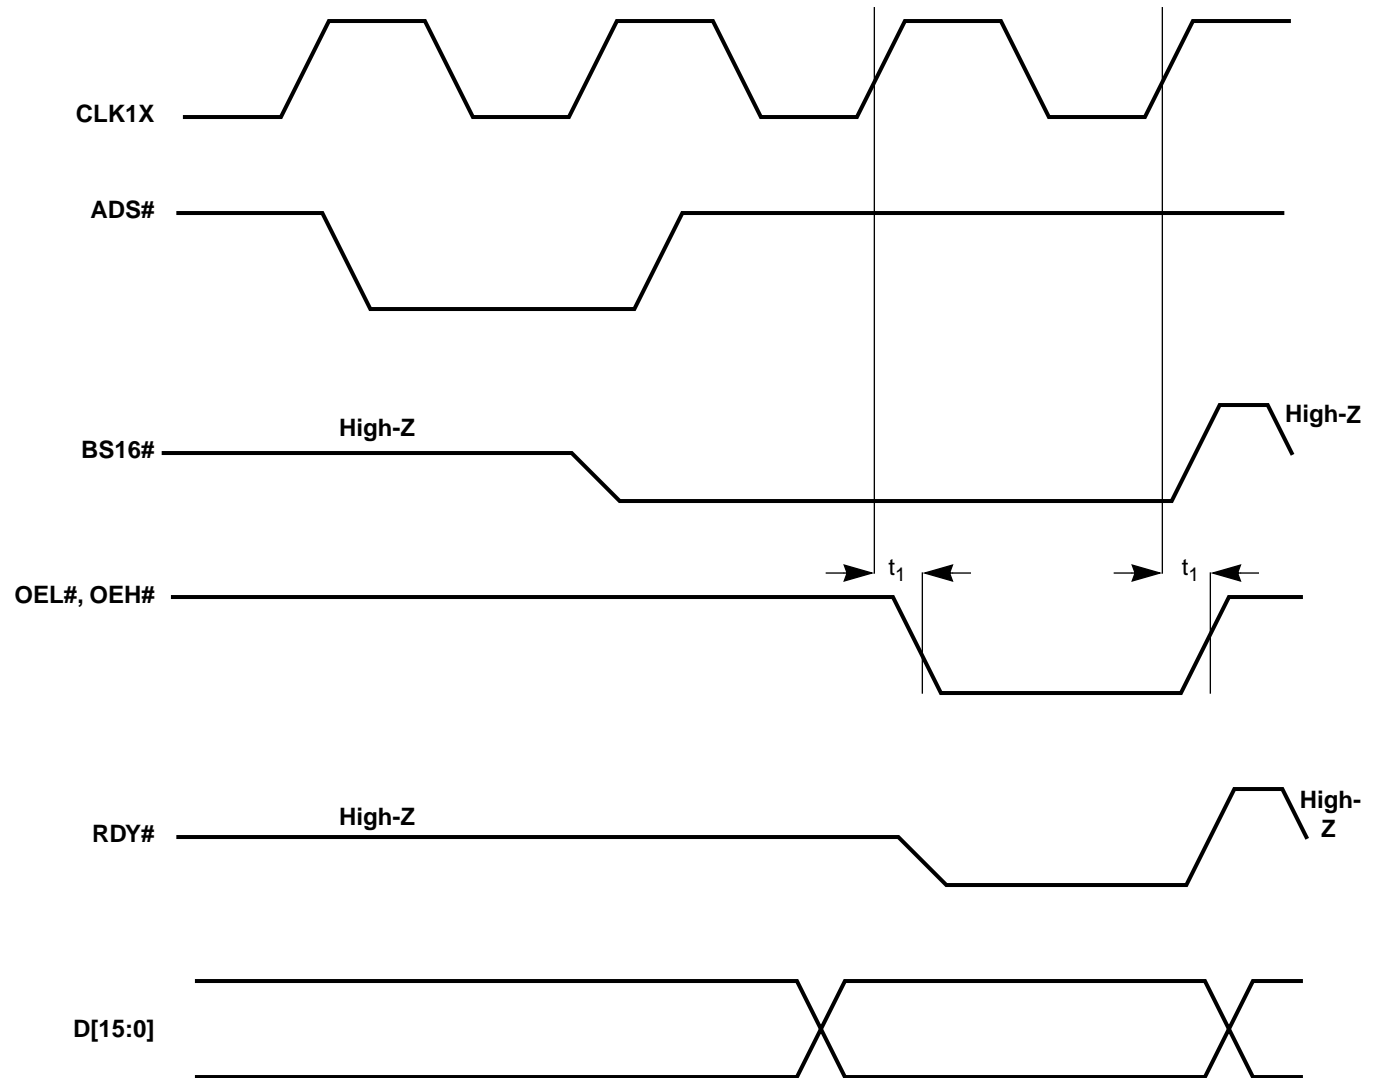 CLK1X
ADS#
High-Z
High-Z
BS16#
t1
t1
OEL#, OEH#
High-Z
High-
Z
RDY#
D[15:0]